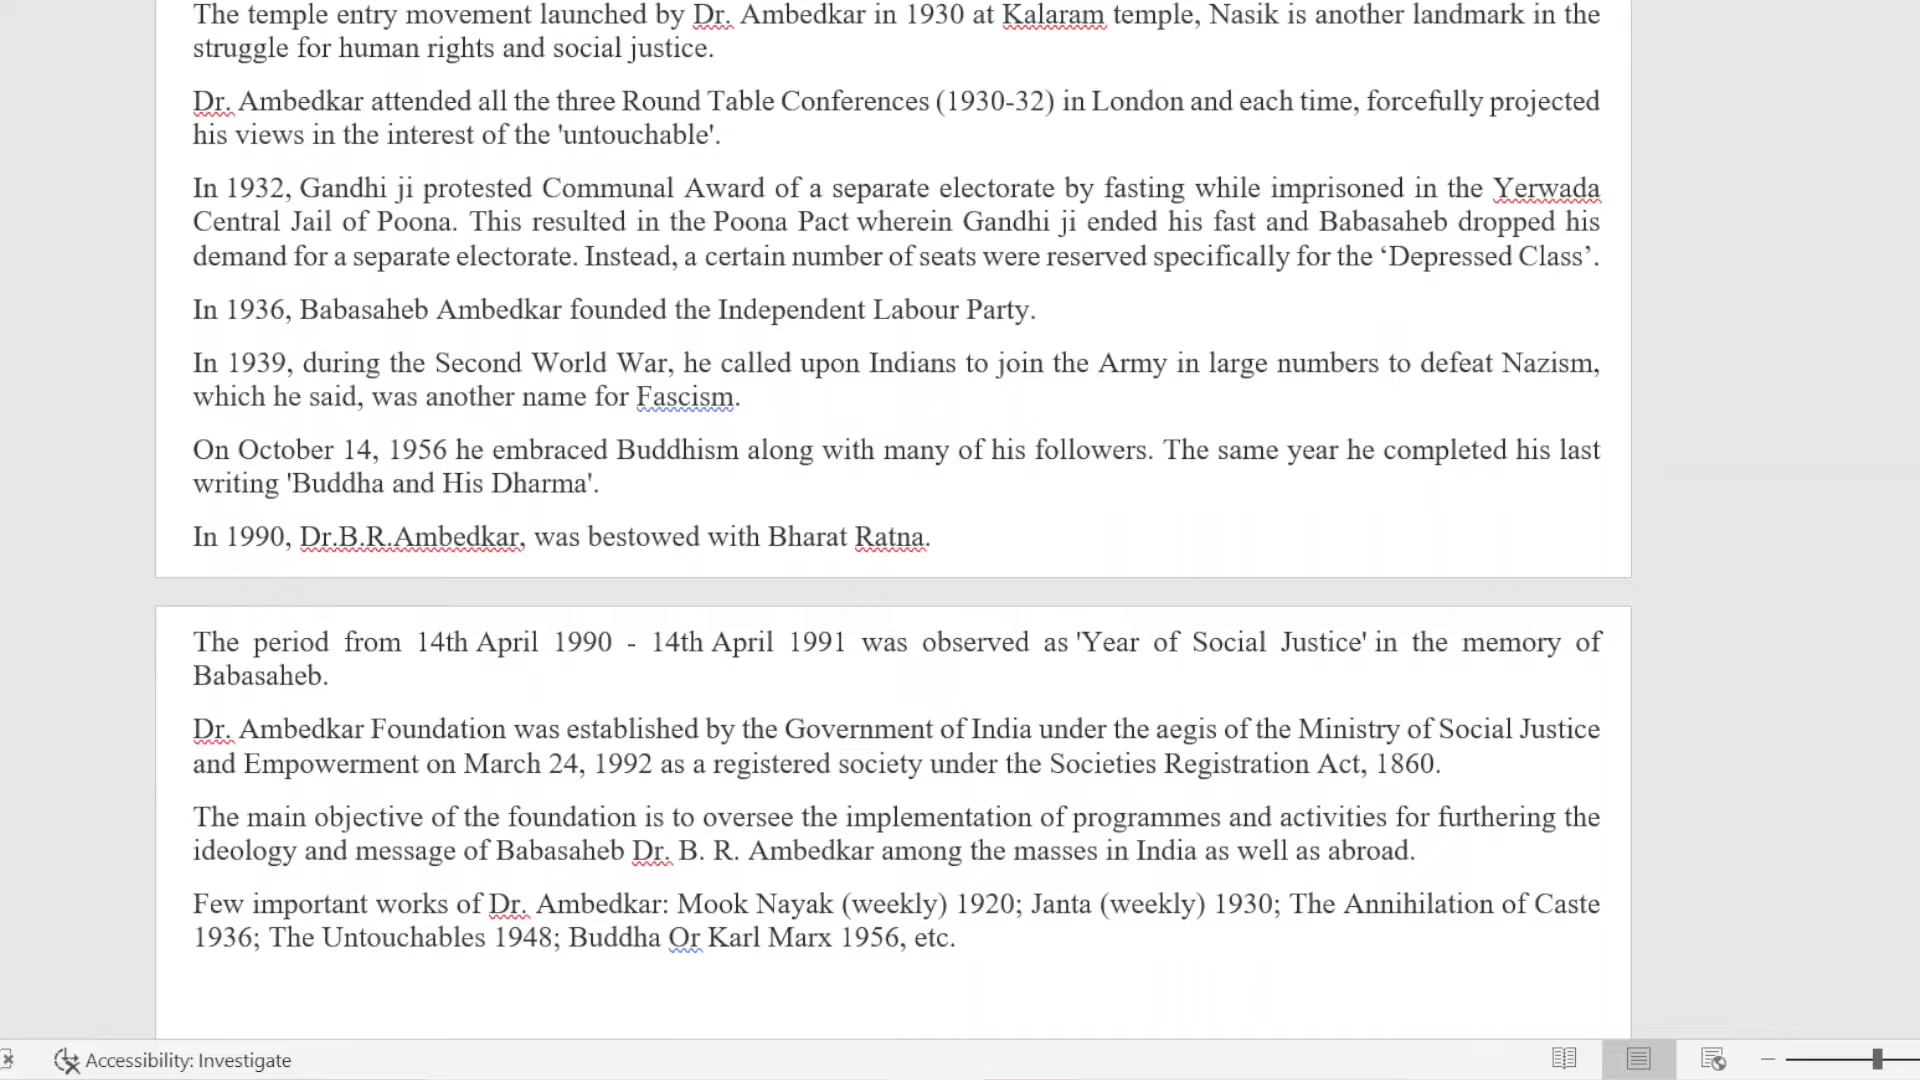 The temple entry movement launched by Dr. Ambedkar in 1930 at Kalaram temple, Nasik is another landmark in the
struggle for human rights and social justice.
Dr. Ambedkar attended all the three Round Table Conferences (1930-32) in London and each time, forcefully projected
his views in the interest of the 'untouchable'.
In 1932, Gandhi ji protested Communal Award of a separate electorate by fasting while imprisoned in the Yerwada
Central Jail of Poona. This resulted in the Poona Pact wherein Gandhi ji ended his fast and Babasaheb dropped his
demand for a separate electorate. Instead, a certain number of seats were reserved specifically for the ‘Depressed Class’.
In 1936, Babasaheb Ambedkar founded the Independent Labour Party.
In 1939, during the Second World War, he called upon Indians to join the Army in large numbers to defeat Nazism,
which he said, was another name for Fascism.
On October 14, 1956 he embraced Buddhism along with many of his followers. The same year he completed his last
writing 'Buddha and His Dharma'.
In 1990, Dr.B.R.Ambedkar, was bestowed with Bharat Ratna.
The period from 14th April 1990 - 14th April 1991 was observed as 'Year of Social Justice' in the memory of
Babasaheb.
Dr. Ambedkar Foundation was established by the Government of India under the aegis of the Ministry of Social Justice
and Empowerment on March 24, 1992 as a registered society under the Societies Registration Act, 1860.
The main objective of the foundation is to oversee the implementation of programmes and activities for furthering the
ideology and message of Babasaheb Dr. B. R. Ambedkar among the masses in India as well as abroad.
Few important works of Dr. Ambedkar: Mook Nayak (weekly) 1920; Janta (weekly) 1930; The Annihilation of Caste
1936; The Untouchables 1948; Buddha Or Karl Marx 1956, etc.
Accessibility: Investigate